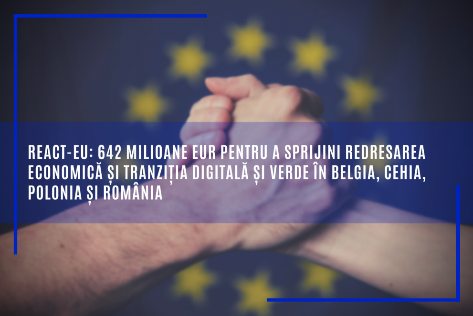 REACT-EU: 642 MILIOANE EUR PENTRU A SPRIJINI REDRESAREA
ECONOMICĂ ȘI TRANZIȚIA DIGITALĂ ȘI VERDE ÎN BELGIA, CEHIA,
POLONIA ȘI ROMÂNIA